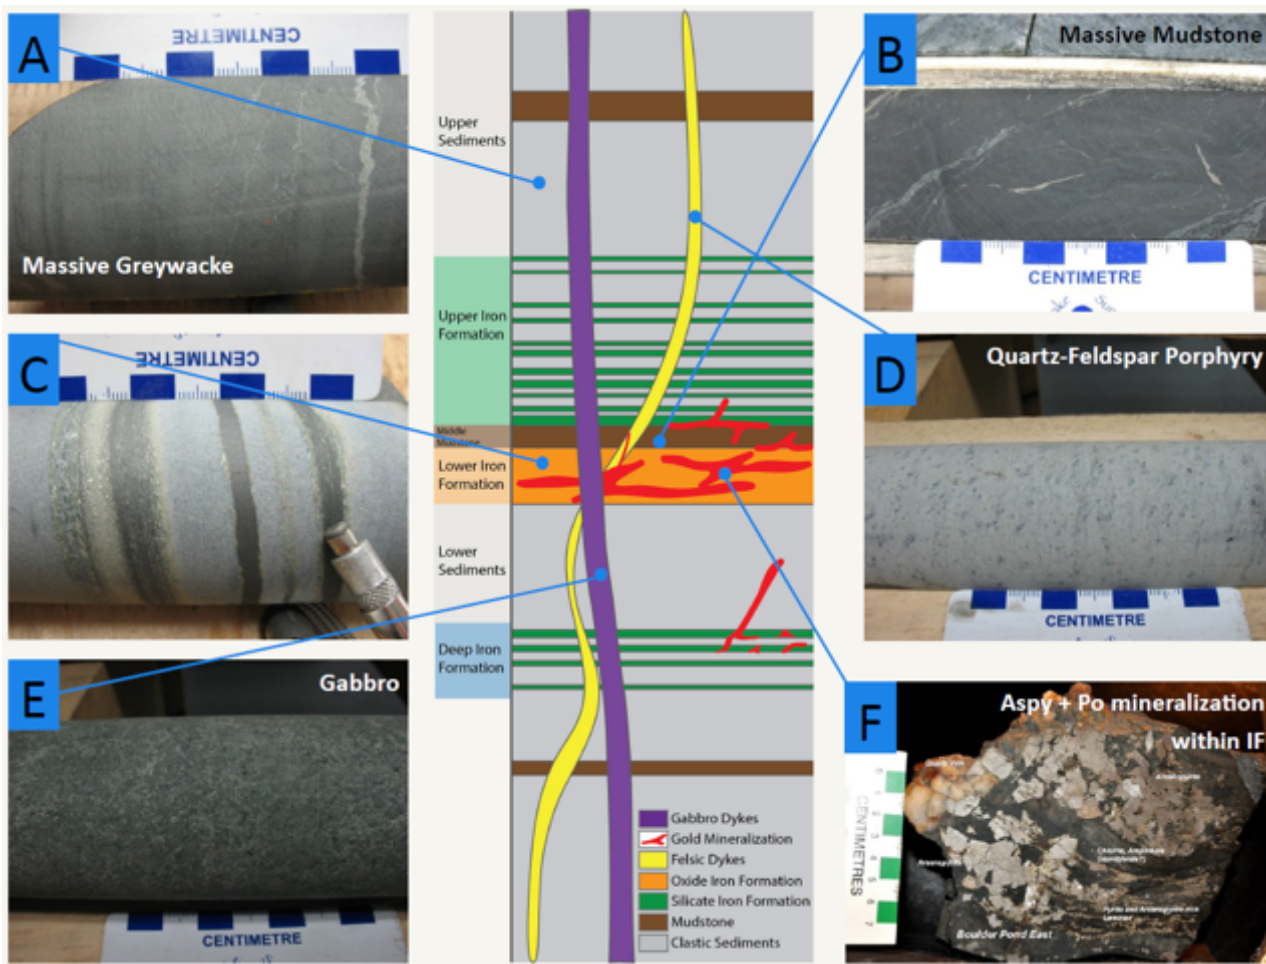 A
CENTIMETRE
Massive Greywacke
B
Massive Mudstone
CENTIMETRE
C
CENTIMETRE
D
Quartz-Feldspar Porphyry
CENTIMETRE
E
Gabbro
CENTIMETRE
F
Aspy + Po mineralization
within IF
CENTIMETRES
Arsenopyrite
Boulder Pond East
Upper
Sediments
Upper Iron
Formation
Middle
Mudstone
Lower Iron
Formation
Lower
Sediments
Deep Iron
Formation
Gabbro Dykes
Gold Mineralization
Felsic Dykes
Oxide Iron Formation
Silicate Iron Formation
Mudstone
Clastic Sediments